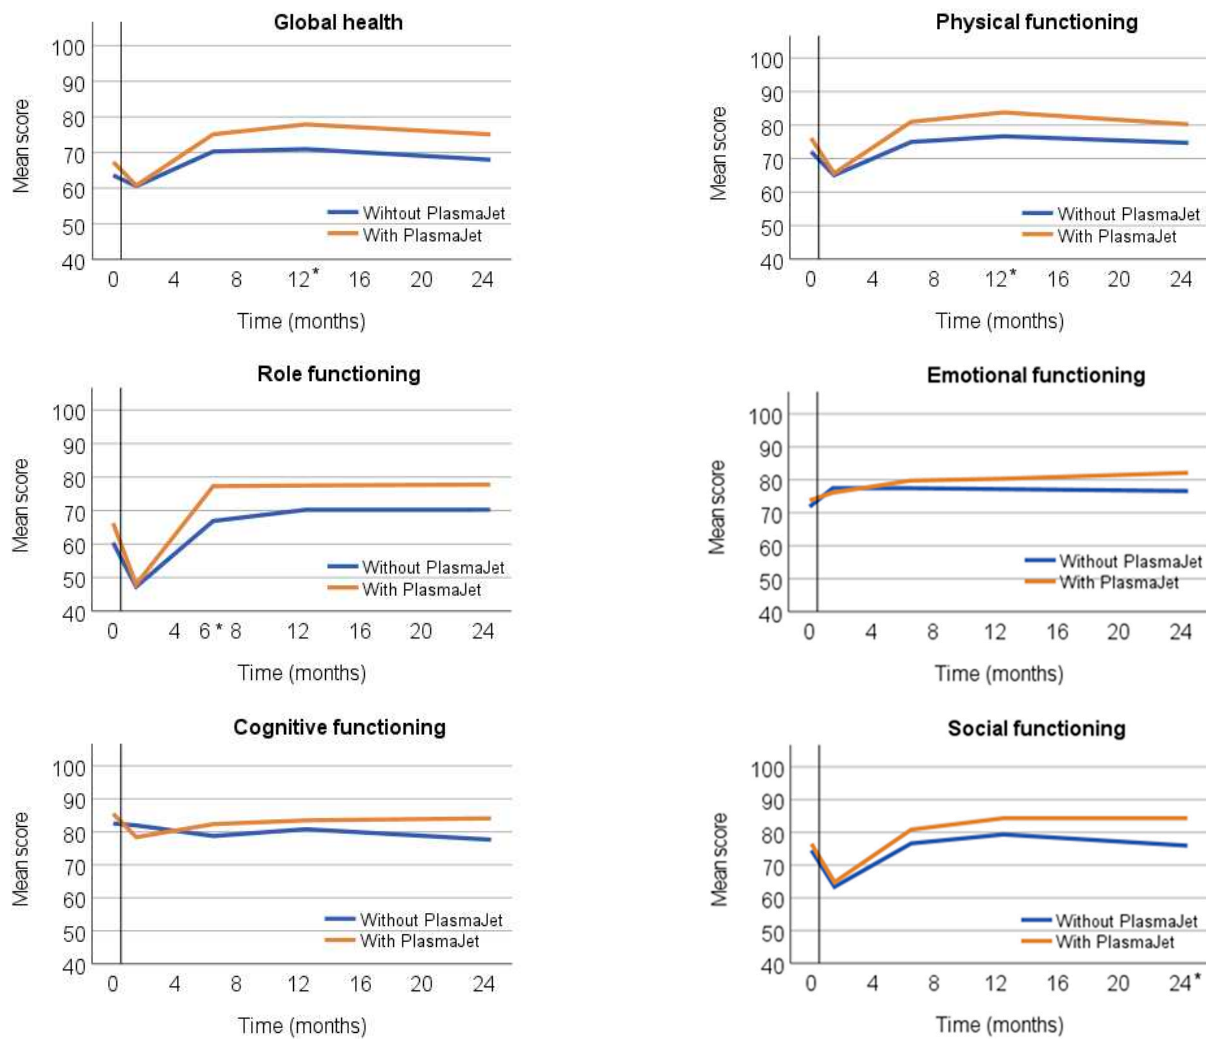 Global health
100
90
80
70
60
50
40
Mean score
Wihtout PlasmaJet
With PlasmaJet
0 4 8 12* 16 20 24
Time (months)
Physical functioning
100
90
80
70
60
50
40
Mean score
Without PlasmaJet
With PlasmaJet
0 4 8 12* 16 20 24
Time (months)
Role functioning
100
90
80
70
60
50
40
Mean score
Without PlasmaJet
With PlasmaJet
0 4 6 * 8 12 16 20 24
Time (months)
Emotional functioning
100
90
80
70
60
50
40
Mean score
Without PlasmaJet
With PlasmaJet
0 4 8 12 16 20 24
Time (months)
Cognitive functioning
100
90
80
70
60
50
40
Mean score
Without PlasmaJet
With PlasmaJet
0 4 8 12 16 20 24
Time (months)
Social functioning
100
90
80
70
60
50
40
Mean score
Without PlasmaJet
With PlasmaJet
0 4 8 12 16 20 24*
Time (months)